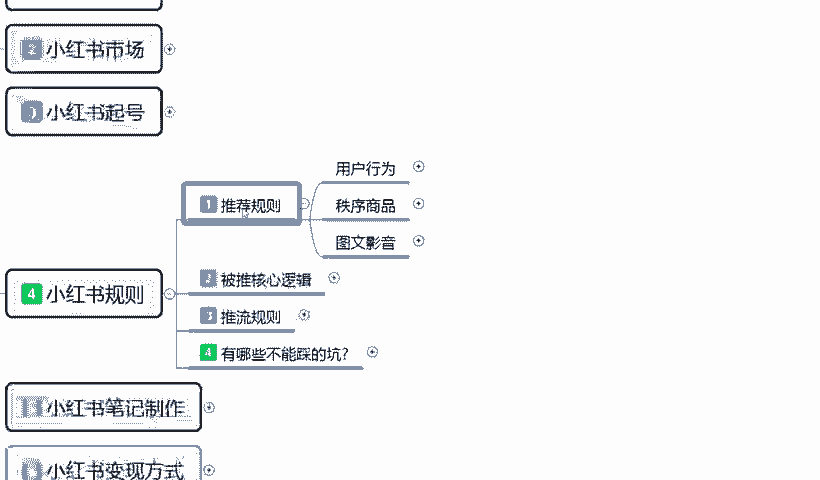 2 小红书市场
3 小红书起号
用户行为
1 推荐规则
秩序商品
图文影音
2 被推核心逻辑
4 小红书规则
3 推流规则
4 有哪些不能踩的坑?
小红书笔记制作
小红书变现方式